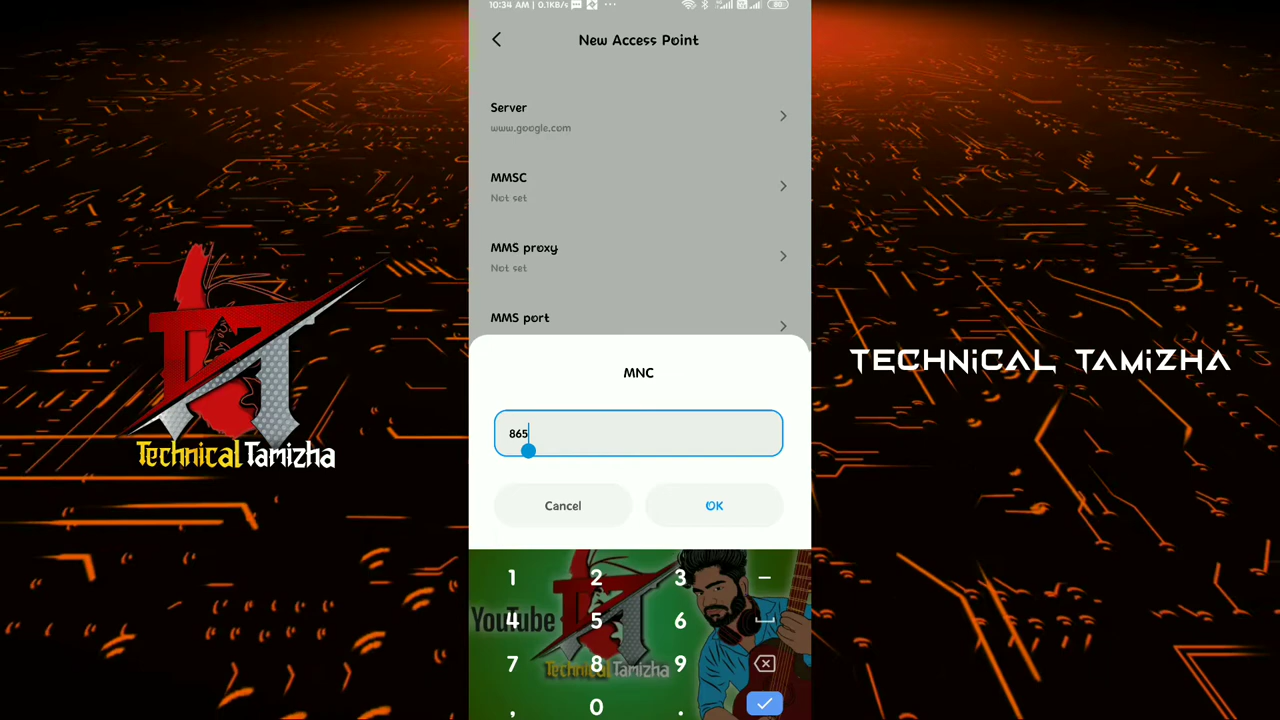 10:34 AM | 0.1KB/s
80
New Access Point
Server
www.google.com
MMSC
Not set
MMS proxy
Not set
MMS port
MNC
865
Cancel
OK
Technical Tamizha
TECHNiCAL TAMiZHA
1 2 3 –
YouTube
4 5 6
7 8 9
Technical Tamizha
, 0 .